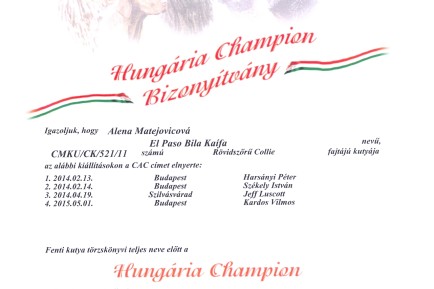 Hungária Champion
Bizonyítvány
Igazoljuk, hogy Alena Matejovicová
El Paso Bila Kaifa nevű,
CMKU/CK/521/11 számú Rövidszőrű Collie fajtájú kutyája
az alábbi kiállításokon a CAC címet elnyerte:
1. 2014.02.13. Budapest Harsányi Péter
2. 2014.02.14. Budapest Székely István
3. 2014.04.19. Szilvásvárad Jeff Luscott
4. 2015.05.01. Budapest Kardos Vilmos
Fenti kutya törzskönyvi teljes neve előtt a
Hungária Champion